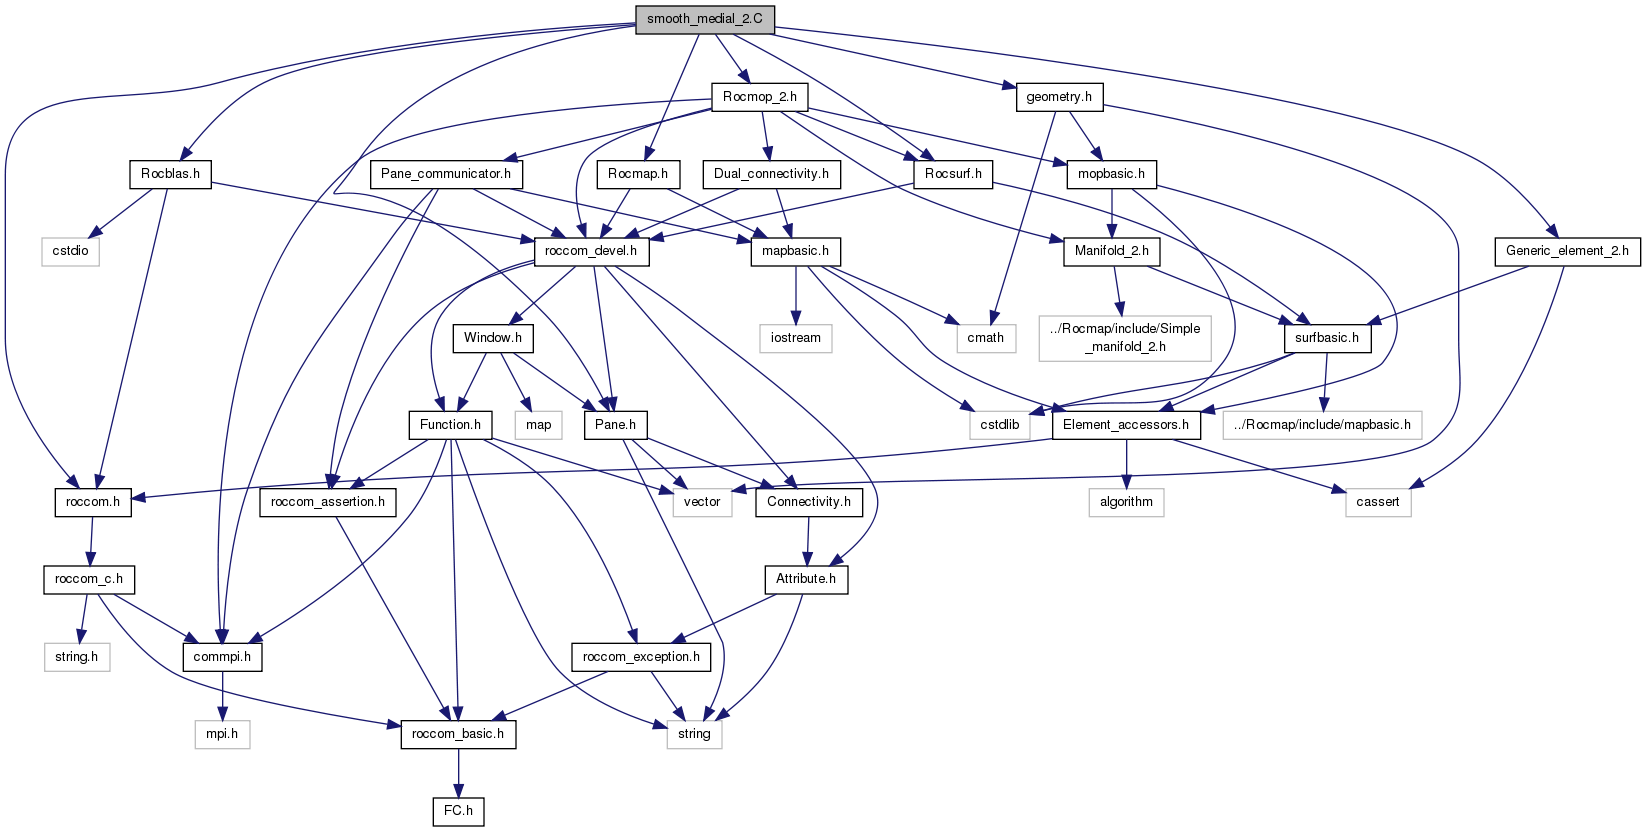 smooth_medial_2.C
Rocmop_2.h
geometry.h
Rocblas.h
Pane_communicator.h
Rocmap.h
Dual_connectivity.h
Rocsurf.h
mopbasic.h
cstdio
roccom_devel.h
mapbasic.h
Manifold_2.h
Generic_element_2.h
Window.h
iostream
cmath
../Rocmap/include/Simple
_manifold_2.h
surfbasic.h
Function.h
map
Pane.h
cstdlib
Element_accessors.h
../Rocmap/include/mapbasic.h
roccom.h
roccom_assertion.h
vector
Connectivity.h
algorithm
cassert
roccom_c.h
Attribute.h
string.h
commpi.h
roccom_exception.h
mpi.h
roccom_basic.h
string
FC.h